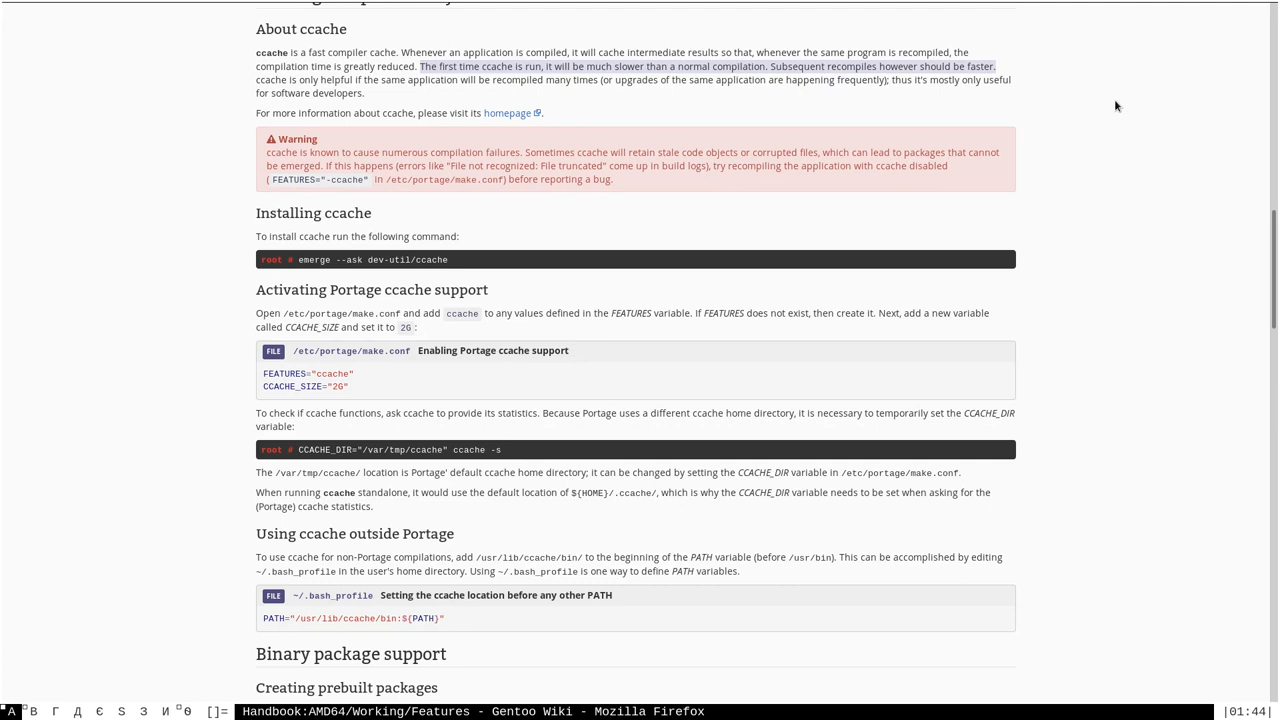 About ccache
ccache is a fast compiler cache. Whenever an application is compiled, it will cache intermediate results so that, whenever the same program is recompiled, the
compilation time is greatly reduced. The first time ccache is run, it will be much slower than a normal compilation. Subsequent recompiles however should be faster.
ccache is only helpful if the same application will be recompiled many times (or upgrades of the same application are happening frequently); thus it's mostly only useful
for software developers.
For more information about ccache, please visit its homepage.
Warning
ccache is known to cause numerous compilation failures. Sometimes ccache will retain stale code objects or corrupted files, which can lead to packages that cannot
be emerged. If this happens (errors like "File not recognized: File truncated" come up in build logs), try recompiling the application with ccache disabled
( FEATURES="-ccache" in /etc/portage/make.conf) before reporting a bug.
Installing ccache
To install ccache run the following command:
root # emerge --ask dev-util/ccache
Activating Portage ccache support
Open /etc/portage/make.conf and add ccache to any values defined in the FEATURES variable. If FEATURES does not exist, then create it. Next, add a new variable
called CCACHE_SIZE and set it to 2G :
FILE /etc/portage/make.conf Enabling Portage ccache support
FEATURES="ccache"
CCACHE_SIZE="2G"
To check if ccache functions, ask ccache to provide its statistics. Because Portage uses a different ccache home directory, it is necessary to temporarily set the CCACHE_DIR
variable:
root # CCACHE_DIR="/var/tmp/ccache" ccache -s
The /var/tmp/ccache/ location is Portage' default ccache home directory; it can be changed by setting the CCACHE_DIR variable in /etc/portage/make.conf.
When running ccache standalone, it would use the default location of ${HOME}/.ccache/, which is why the CCACHE_DIR variable needs to be set when asking for the
(Portage) ccache statistics.
Using ccache outside Portage
To use ccache for non-Portage compilations, add /usr/lib/ccache/bin/ to the beginning of the PATH variable (before /usr/bin). This can be accomplished by editing
~/.bash_profile in the user's home directory. Using ~/.bash_profile is one way to define PATH variables.
FILE ~/.bash_profile Setting the ccache location before any other PATH
PATH="/usr/lib/ccache/bin:${PATH}"
Binary package support
Creating prebuilt packages
А В Г Д Є Ѕ З И Ѳ []= Handbook:AMD64/Working/Features - Gentoo Wiki - Mozilla Firefox |01:44|